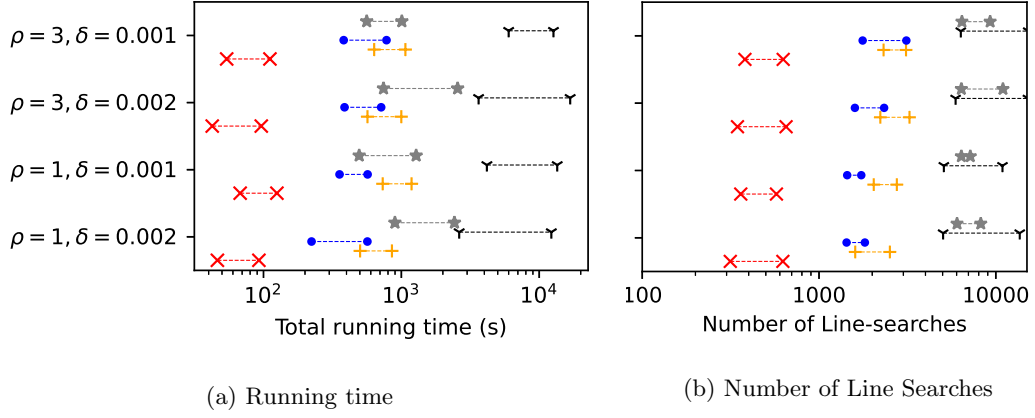 ρ = 3, δ = 0.001
ρ = 3, δ = 0.002
ρ = 1, δ = 0.001
ρ = 1, δ = 0.002
10² 10³ 10⁴
Total running time (s)
100 1000 10000
Number of Line-searches
(a) Running time
(b) Number of Line Searches